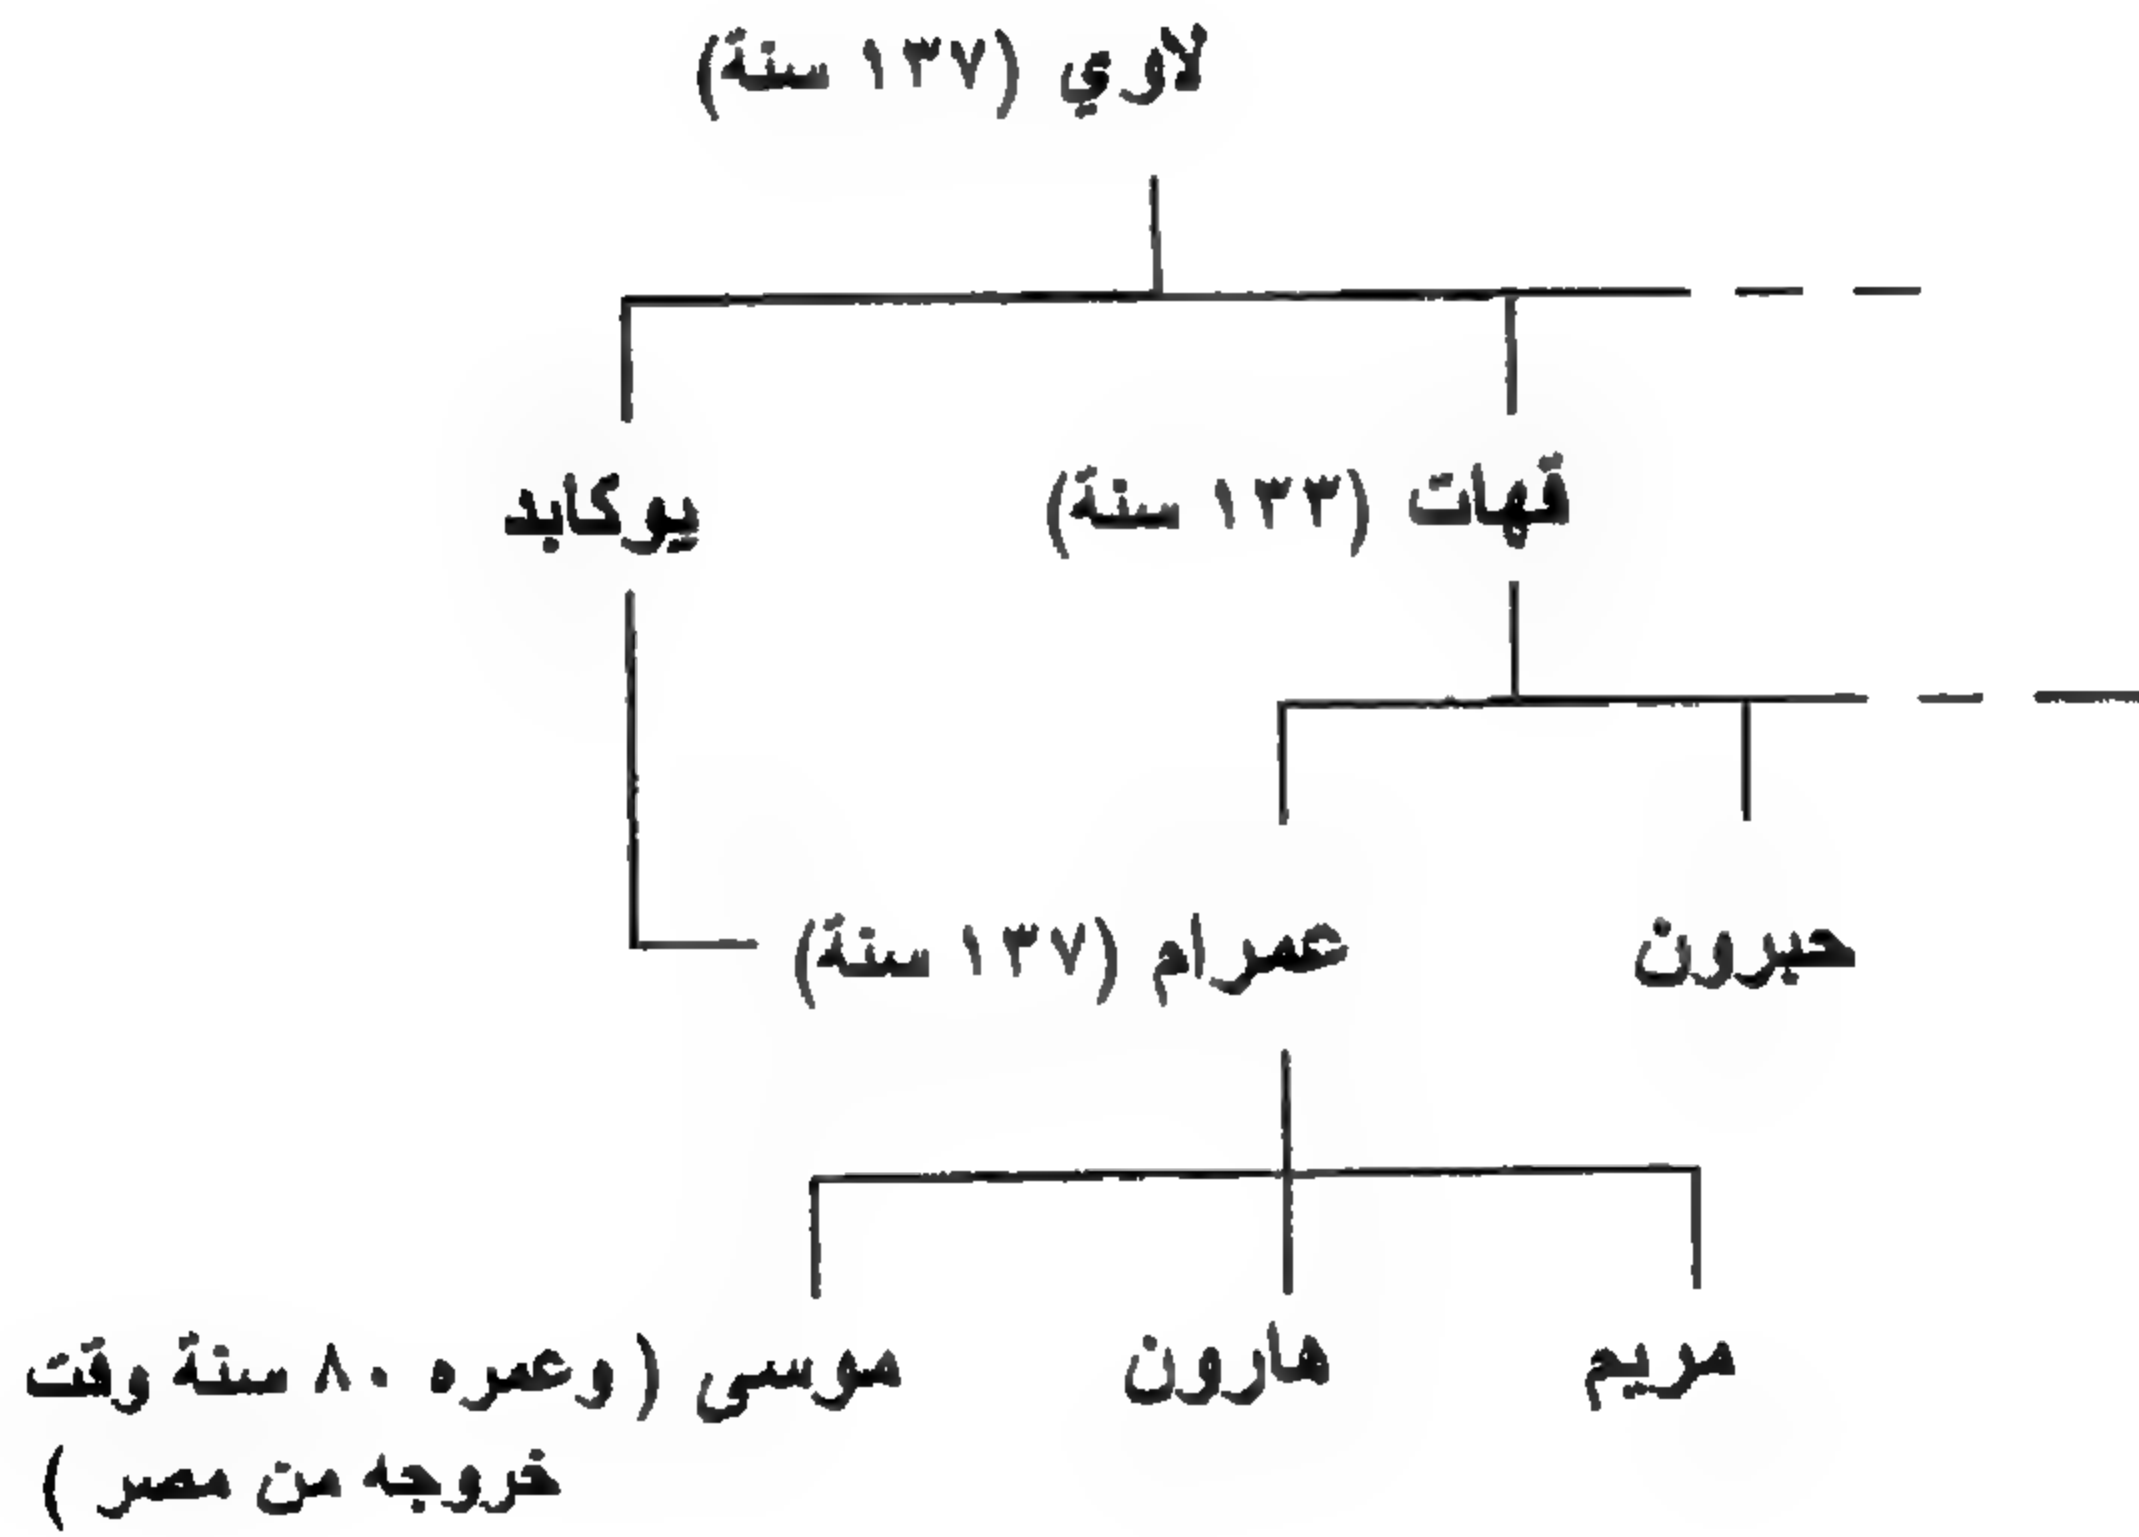 لاوي (١٣٧ سنة)
قهات (١٣٣ سنة)
يوكابد
حبرون
عمرام (١٣٧ سنة)
مريم
هارون
موسى (وعمره ٨٠ سنة وقت
خروجه من مصر )